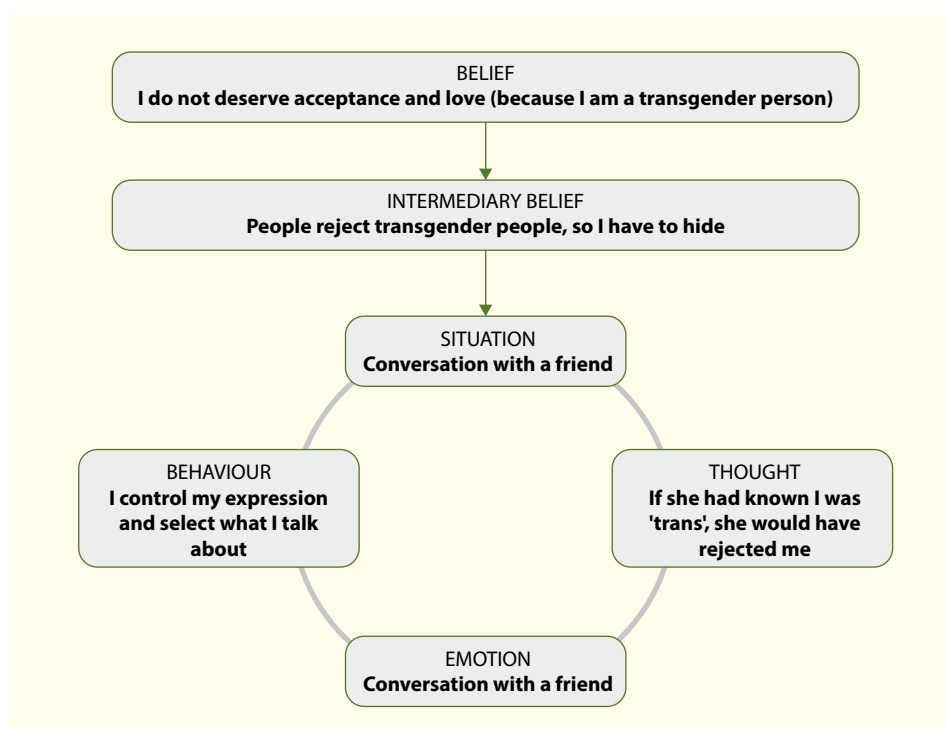 BELIEF
I do not deserve acceptance and love (because I am a transgender person)
INTERMEDIARY BELIEF
People reject transgender people, so I have to hide
SITUATION
Conversation with a friend
BEHAVIOUR
I control my expression
and select what I talk
about
THOUGHT
If she had known I was
'trans', she would have
rejected me
EMOTION
Conversation with a friend